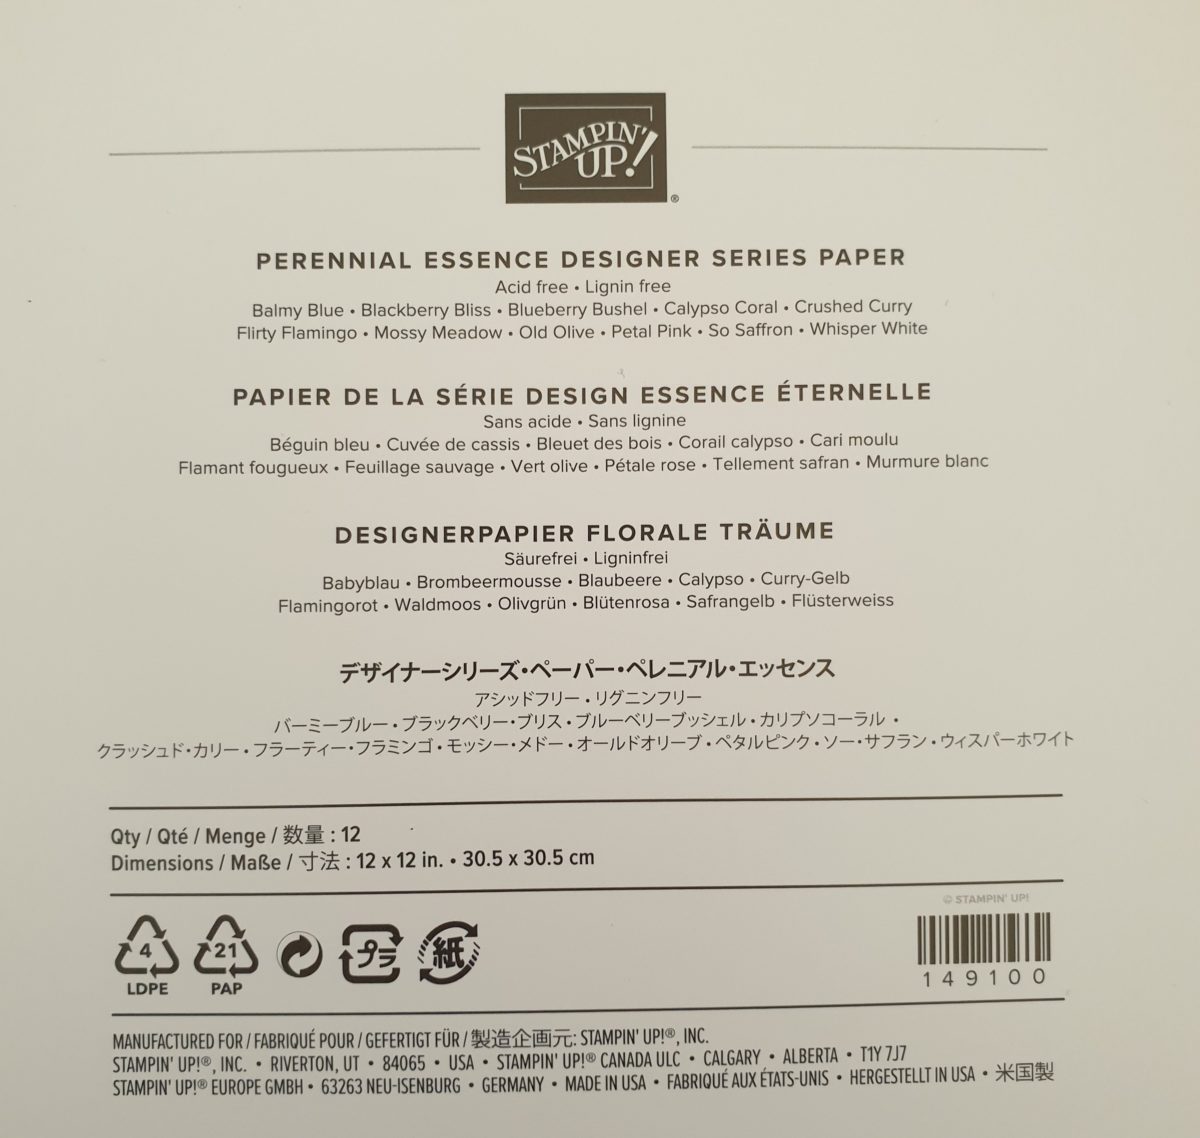 STAMPIN'
UP!
®
PERENNIAL ESSENCE DESIGNER SERIES PAPER
Acid free • Lignin free
Balmy Blue • Blackberry Bliss • Blueberry Bushel • Calypso Coral • Crushed Curry
Flirty Flamingo • Mossy Meadow • Old Olive • Petal Pink • So Saffron • Whisper White
PAPIER DE LA SÉRIE DESIGN ESSENCE ÉTERNELLE
Sans acide • Sans lignine
Béguin bleu • Cuvée de cassis • Bleuet des bois • Corail calypso • Cari moulu
Flamant fougueux • Feuillage sauvage • Vert olive • Pétale rose • Tellement safran • Murmure blanc
DESIGNERPAPIER FLORALE TRÄUME
Säurefrei • Ligninfrei
Babyblau • Brombeermousse • Blaubeere • Calypso • Curry-Gelb
Flamingorot • Waldmoos • Olivgrün • Blütenrosa • Safrangelb • Flüsterweiss
デザイナーシリーズ・ペーパー・ペレニアル・エッセンス
アシッドフリー・リグニンフリー
バーミーブルー・ブラックベリー・ブリス・ブルーベリーブッシェル・カリプソコーラル・
クラッシュド・カリー・フラーティー・フラミンゴ・モッシー・メドー・オールドオリーブ・ペタルピンク・ソー・サフラン・ウィスパーホワイト
Qty / Qté / Menge / 数量 : 12
Dimensions / Maße / 寸法 : 12 x 12 in. • 30.5 x 30.5 cm
© STAMPIN' UP!
4
LDPE
21
PAP
プラ
紙
149100
MANUFACTURED FOR / FABRIQUÉ POUR / GEFERTIGT FÜR / 製造企画元: STAMPIN' UP!®, INC.
STAMPIN' UP!®, INC. • RIVERTON, UT • 84065 • USA • STAMPIN' UP!® CANADA ULC • CALGARY • ALBERTA • T1Y 7J7
STAMPIN' UP!® EUROPE GMBH • 63263 NEU-ISENBURG • GERMANY • MADE IN USA • FABRIQUÉ AUX ÉTATS-UNIS • HERGESTELLT IN USA • 米国製